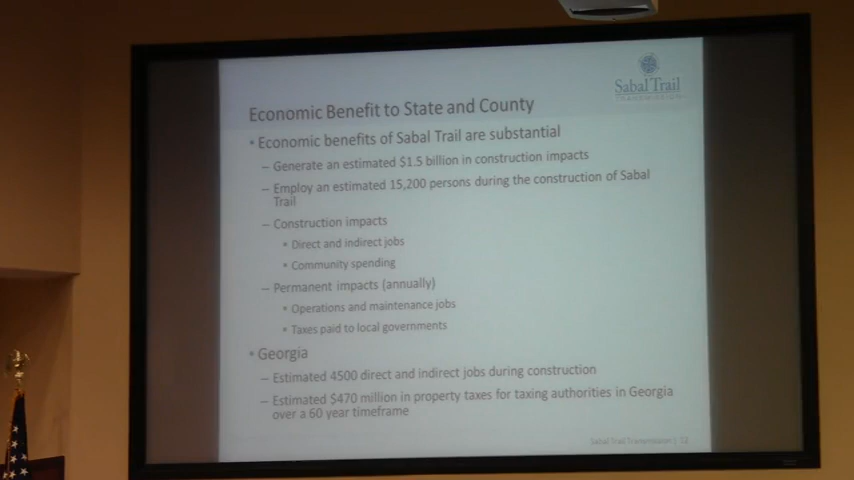 Sabal Trail
TRANSMISSION
Economic Benefit to State and County
• Economic benefits of Sabal Trail are substantial
– Generate an estimated $1.5 billion in construction impacts
– Employ an estimated 15,200 persons during the construction of Sabal
Trail
– Construction impacts
• Direct and indirect jobs
• Community spending
– Permanent impacts (annually)
• Operations and maintenance jobs
• Taxes paid to local governments
• Georgia
– Estimated 4500 direct and indirect jobs during construction
– Estimated $470 million in property taxes for taxing authorities in Georgia
over a 60 year timeframe
Sabal Trail Transmission | 12